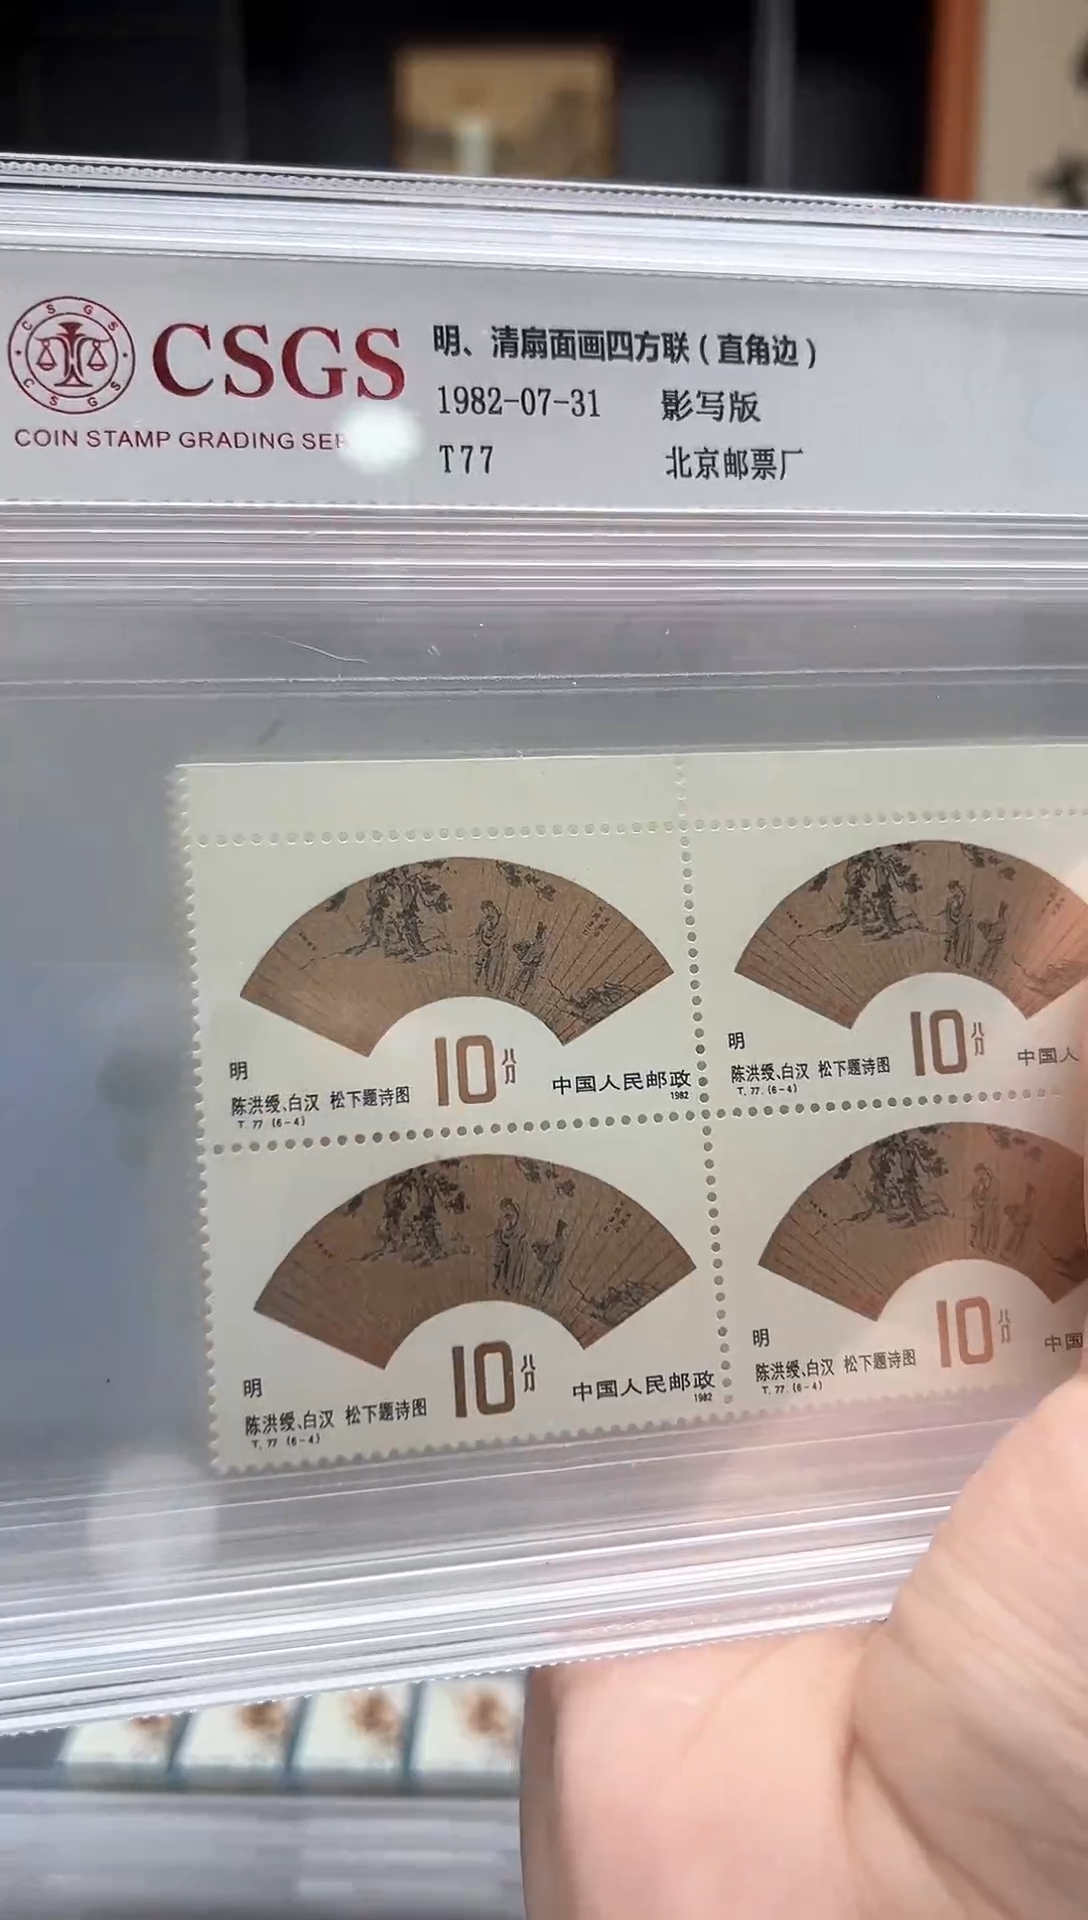 CSGS
COIN STAMP GRADING SER
明、清扇面画四方联（直角边）
1982-07-31 影写版
T77 北京邮票厂
明
陈洪绶、白汉 松下题诗图
T. 77 (6-4)
10分
中国人民邮政
1982
明
陈洪绶、白汉 松下题诗图
T. 77. (6-4)
10分
中国人
明
陈洪绶、白汉 松下题诗图
T. 77 (6-4)
10分
中国人民邮政
1982
明
陈洪绶、白汉 松下题诗图
T. 77. (6-4)
10分
中国